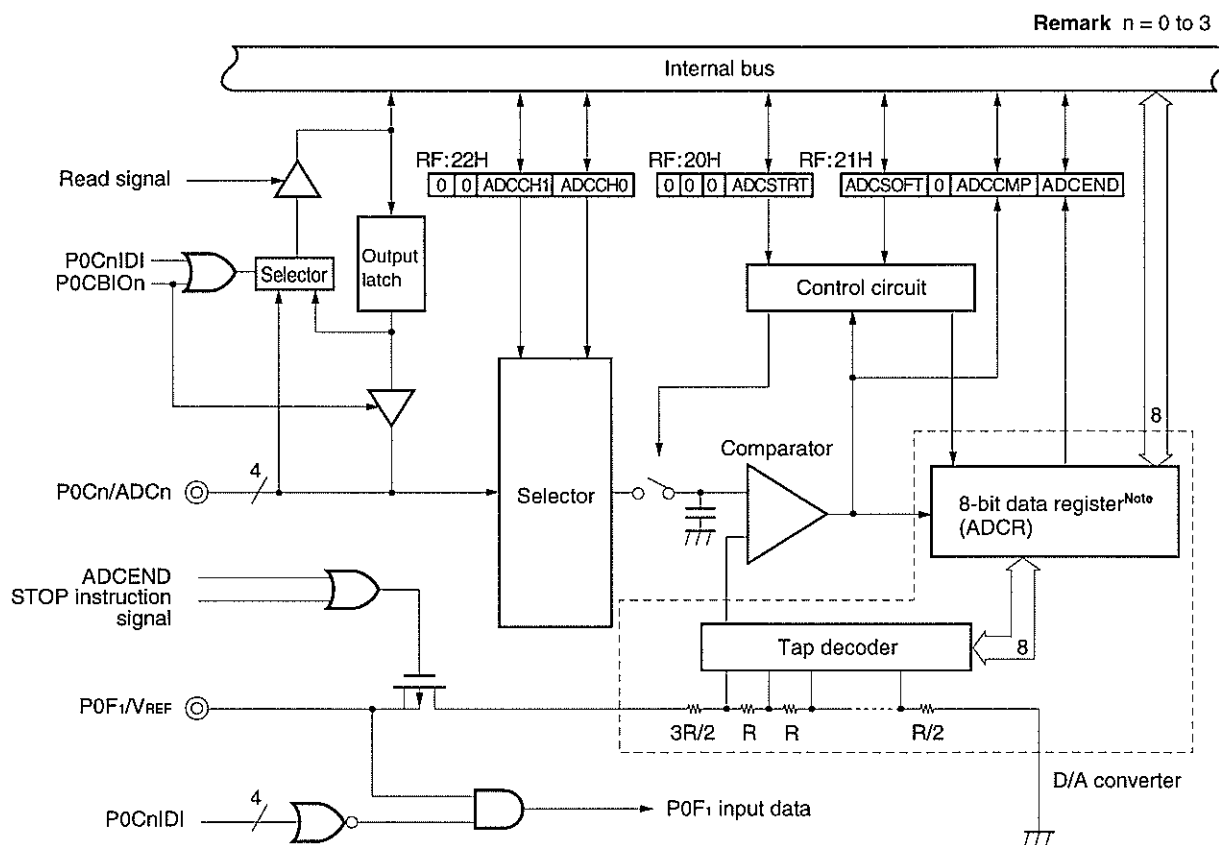 Remark n = 0 to 3
Internal bus
RF:22H
RF:20H
RF:21H
Read signal
0 0 ADCCH1 ADCCH0
0 0 0 ADCSTRT
ADCSOFT 0 ADCCMP ADCEND
P0CnIDI
P0CBIOn
Selector
Output
latch
Control circuit
8
Comparator
4
P0Cn/ADCn
Selector
8-bit data registerNote
(ADCR)
ADCEND
STOP instruction
signal
Tap decoder
8
P0F1/VREF
3R/2 R R R/2
D/A converter
4
P0CnIDI
P0F1 input data